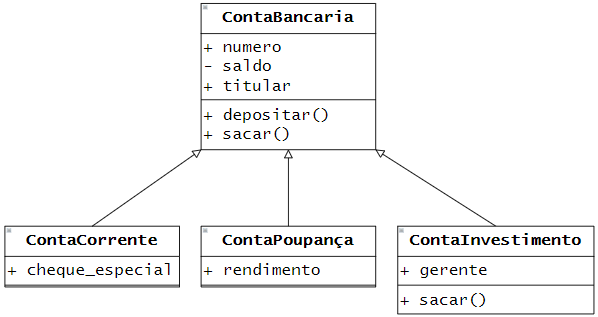 ContaBancaria
+ numero
- saldo
+ titular
+ depositar()
+ sacar()
ContaCorrente
+ cheque_especial
ContaPoupança
+ rendimento
ContaInvestimento
+ gerente
+ sacar()